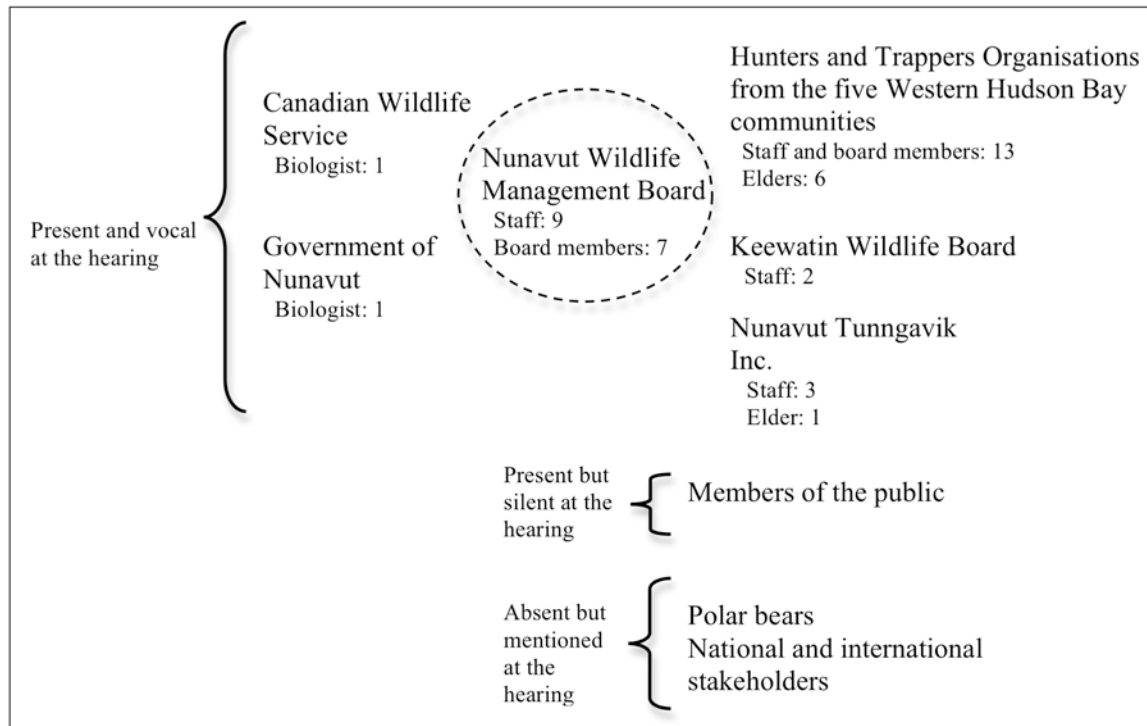 Present and vocal
at the hearing
Canadian Wildlife
Service
Biologist: 1
Government of
Nunavut
Biologist: 1
Nunavut Wildlife
Management Board
Staff: 9
Board members: 7
Hunters and Trappers Organisations
from the five Western Hudson Bay
communities
Staff and board members: 13
Elders: 6
Keewatin Wildlife Board
Staff: 2
Nunavut Tunngavik
Inc.
Staff: 3
Elder: 1
Present but
silent at the
hearing
Members of the public
Absent but
mentioned
at the
hearing
Polar bears
National and international
stakeholders